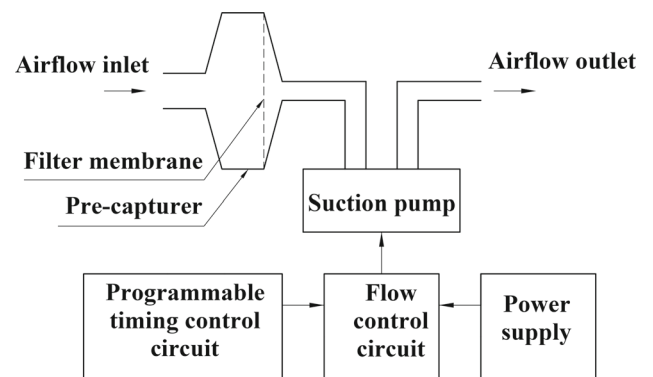 Airflow inlet
Airflow outlet
Filter membrane
Pre-capturer
Suction pump
Programmable
timing control
circuit
Flow
control
circuit
Power
supply